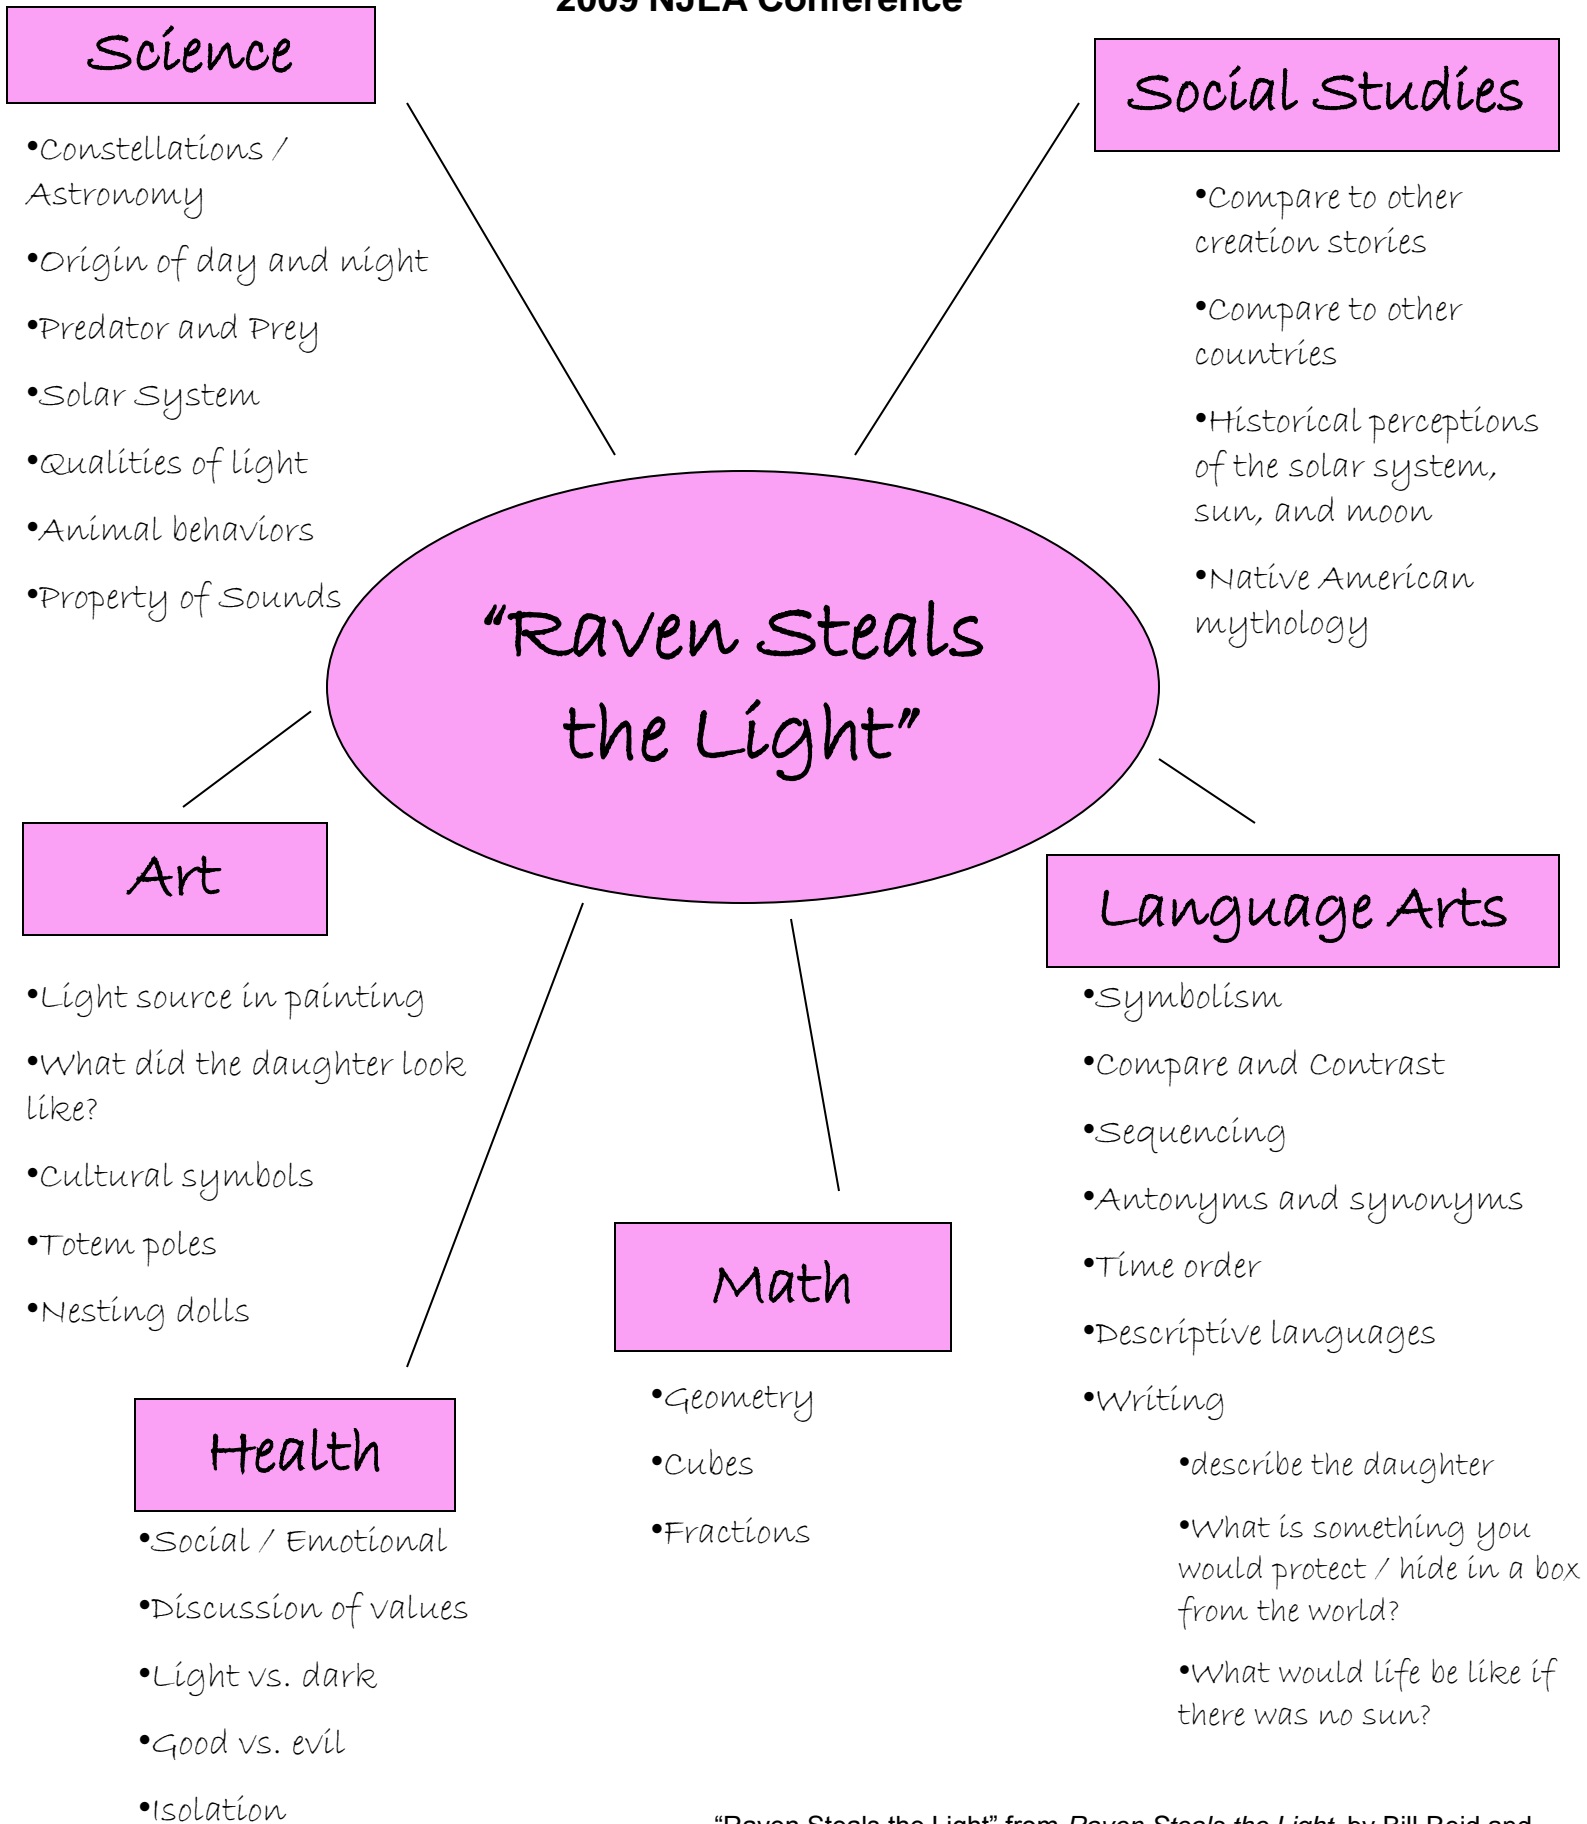 2009 NJEA Conference
Science
•Constellations /
Astronomy
•Origin of day and night
•Predator and Prey
•Solar System
•Qualities of light
•Animal behaviors
•Property of Sounds
Social Studies
•Compare to other
creation stories
•Compare to other
countries
•Historical perceptions
of the solar system,
sun, and moon
•Native American
mythology
“Raven Steals
the Light”
Art
•Light source in painting
•What did the daughter look
like?
•Cultural symbols
•Totem poles
•Nesting dolls
Language Arts
•Symbolism
•Compare and Contrast
•Sequencing
•Antonyms and synonyms
•Time order
•Descriptive languages
•Writing
•describe the daughter
•What is something you
would protect / hide in a box
from the world?
•What would life be like if
there was no sun?
Math
•Geometry
•Cubes
•Fractions
Health
•Social / Emotional
•Discussion of values
•Light vs. dark
•Good vs. evil
•Isolation
“Raven Steals the Light” from Raven Steals the Light, by Bill Reid and